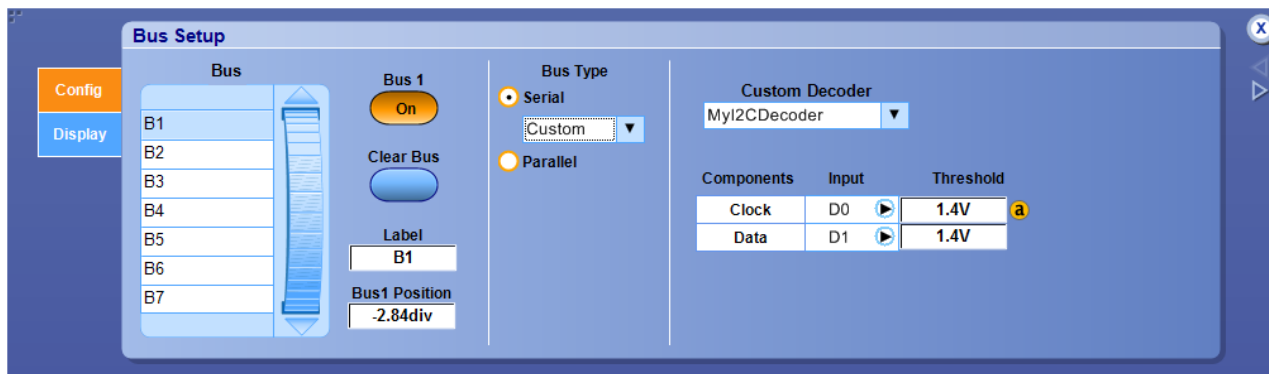 Bus Setup
Config
Display
Bus
B1
B2
B3
B4
B5
B6
B7
Bus 1
On
Clear Bus
Label
B1
Bus1 Position
-2.84div
Bus Type
Serial
Custom
Parallel
Custom Decoder
MyI2CDecoder
Components Input Threshold
Clock D0 1.4V a
Data D1 1.4V
X